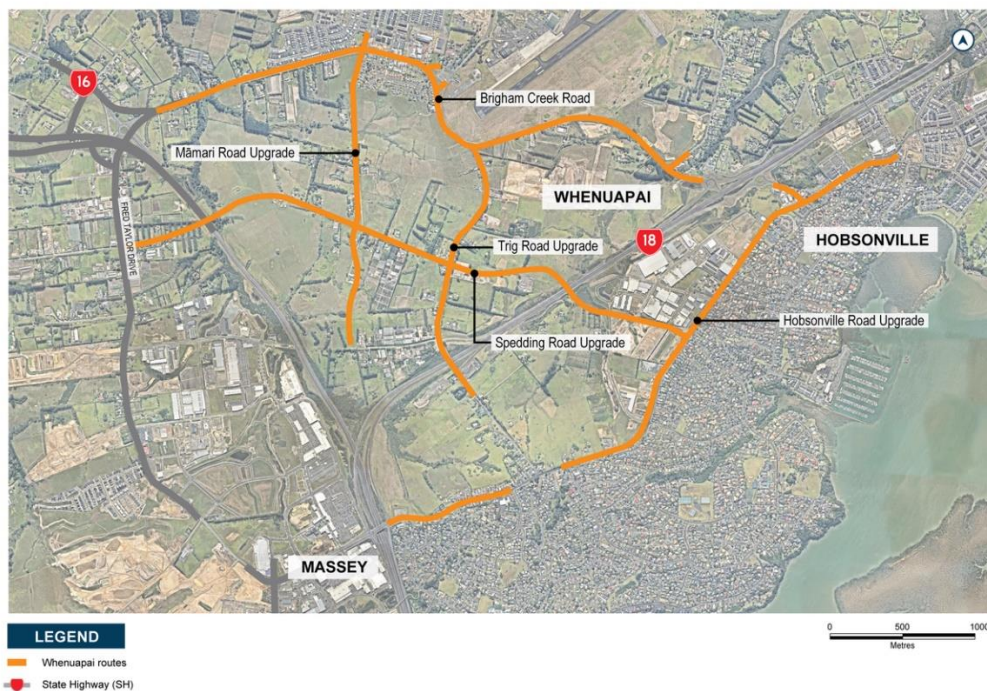 16
Brigham Creek Road
Māmari Road Upgrade
WHENUAPAI
FRED TAYLOR DRIVE
Trig Road Upgrade
18
HOBSONVILLE
Hobsonville Road Upgrade
Spedding Road Upgrade
MASSEY
LEGEND
Whenuapai routes
State Highway (SH)
0 500 1000
Metres